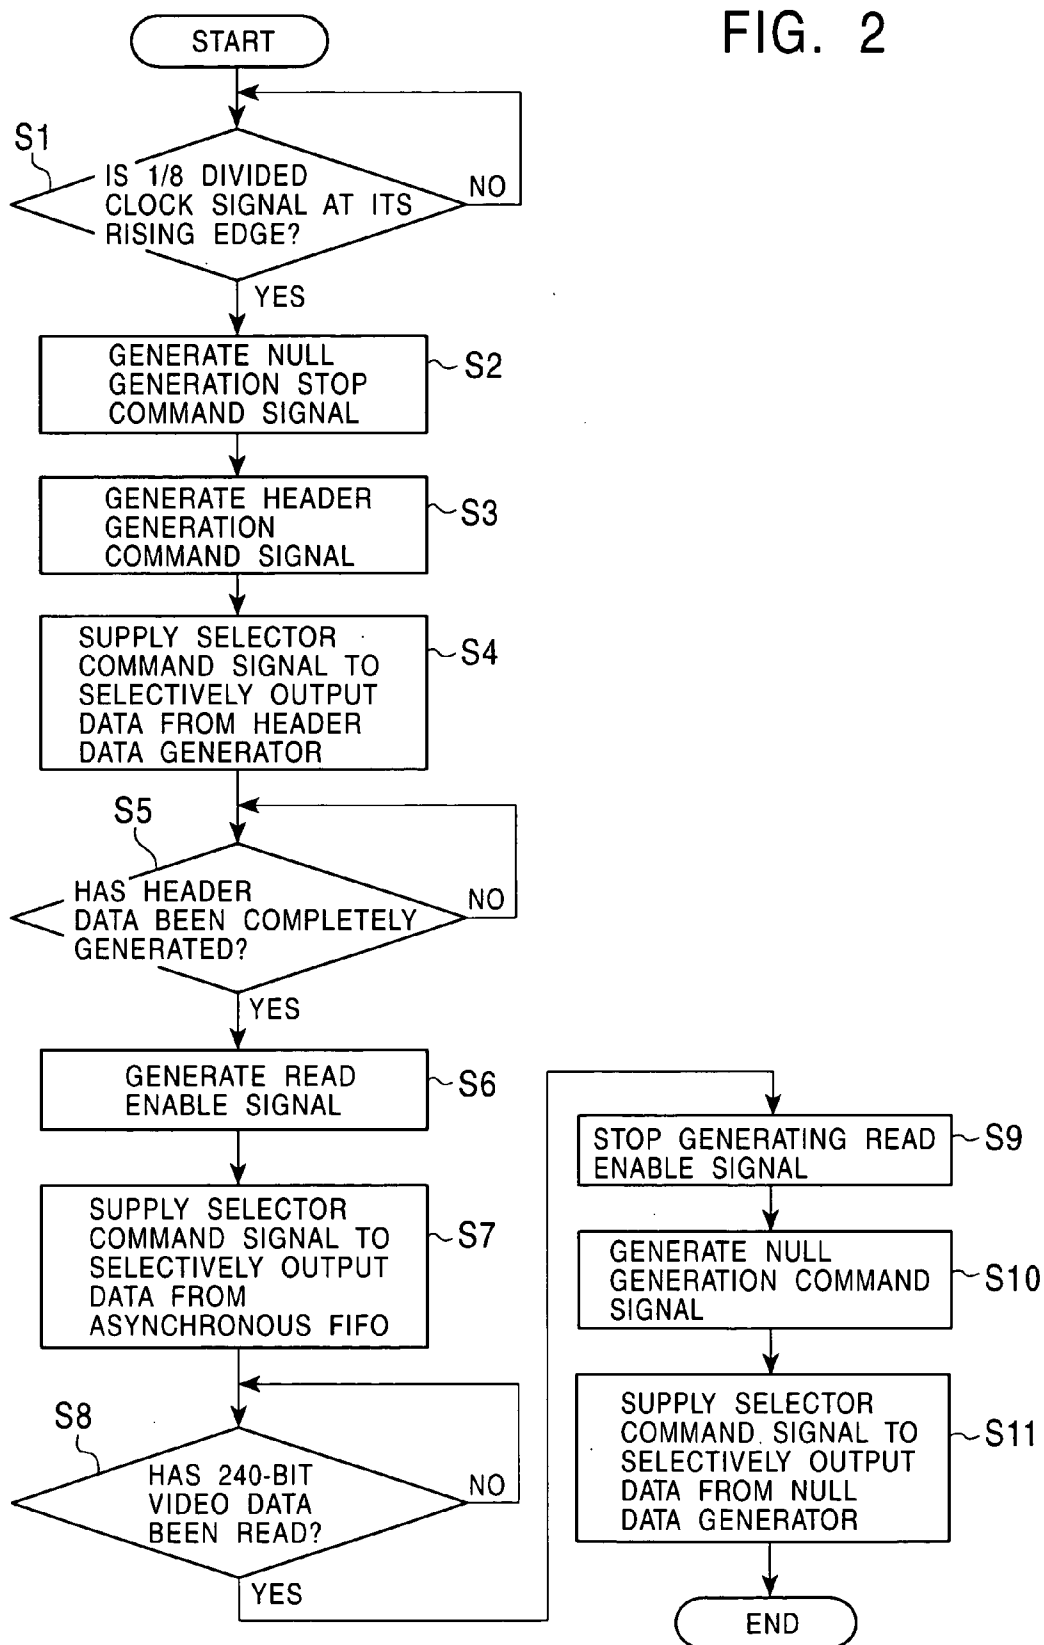 FIG. 2
START
S1
IS 1/8 DIVIDED
CLOCK SIGNAL AT ITS
RISING EDGE?
NO
YES
GENERATE NULL
GENERATION STOP
COMMAND SIGNAL
S2
GENERATE HEADER
GENERATION
COMMAND SIGNAL
S3
SUPPLY SELECTOR
COMMAND SIGNAL TO
SELECTIVELY OUTPUT
DATA FROM HEADER
DATA GENERATOR
S4
S5
HAS HEADER
DATA BEEN COMPLETELY
GENERATED?
NO
YES
GENERATE READ
ENABLE SIGNAL
S6
SUPPLY SELECTOR
COMMAND SIGNAL TO
SELECTIVELY OUTPUT
DATA FROM
ASYNCHRONOUS FIFO
S7
S8
HAS 240-BIT
VIDEO DATA
BEEN READ?
NO
YES
STOP GENERATING READ
ENABLE SIGNAL
S9
GENERATE NULL
GENERATION COMMAND
SIGNAL
S10
SUPPLY SELECTOR
COMMAND SIGNAL TO
SELECTIVELY OUTPUT
DATA FROM NULL
DATA GENERATOR
S11
END